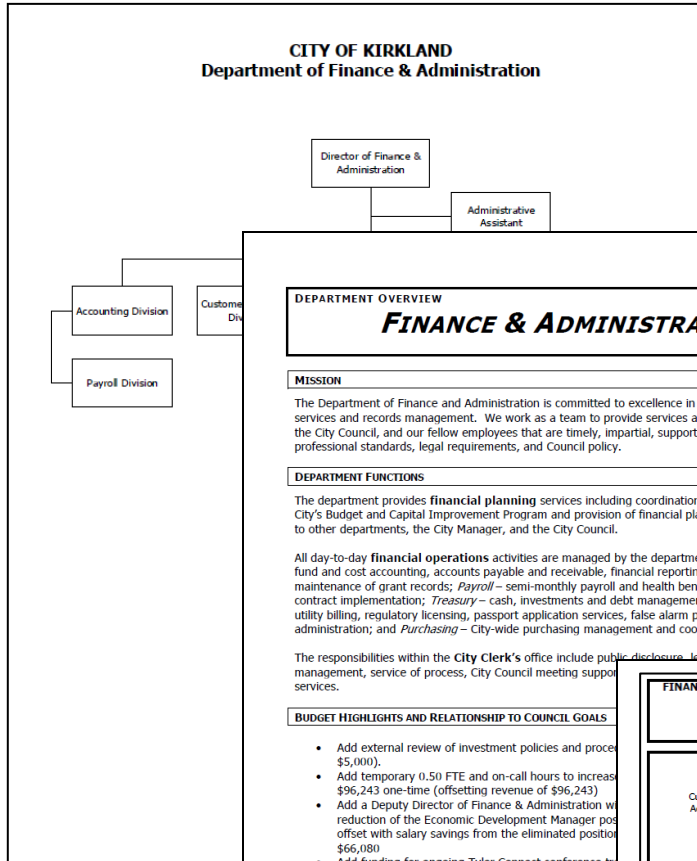 CITY OF KIRKLAND
Department of Finance & Administration
Director of Finance &
Administration
Administrative
Assistant
Accounting Division
Payroll Division
DEPARTMENT OVERVIEW
FINANCE & ADMINISTRA
MISSION
The Department of Finance and Administration is committed to excellence in
services and records management. We work as a team to provide services a
the City Council, and our fellow employees that are timely, impartial, support
professional standards, legal requirements, and Council policy.
DEPARTMENT FUNCTIONS
The department provides financial planning services including coordination
City's Budget and Capital Improvement Program and provision of financial pla
to other departments, the City Manager, and the City Council.
All day-to-day financial operations activities are managed by the departme
fund and cost accounting, accounts payable and receivable, financial reportin
maintenance of grant records; Payroll – semi-monthly payroll and health ben
contract implementation; Treasury – cash, investments and debt managemen
utility billing, regulatory licensing, passport application services, false alarm p
administration; and Purchasing – City-wide purchasing management and coo
The responsibilities within the City Clerk's office include public disclosure, le
management, service of process, City Council meeting suppor
services.
FINAN
BUDGET HIGHLIGHTS AND RELATIONSHIP TO COUNCIL GOALS
• Add external review of investment policies and proced
$5,000).
• Add temporary 0.50 FTE and on-call hours to increase
$96,243 one-time (offsetting revenue of $96,243)
• Add a Deputy Director of Finance & Administration wi
reduction of the Economic Development Manager pos
offset with salary savings from the eliminated position
$66,080